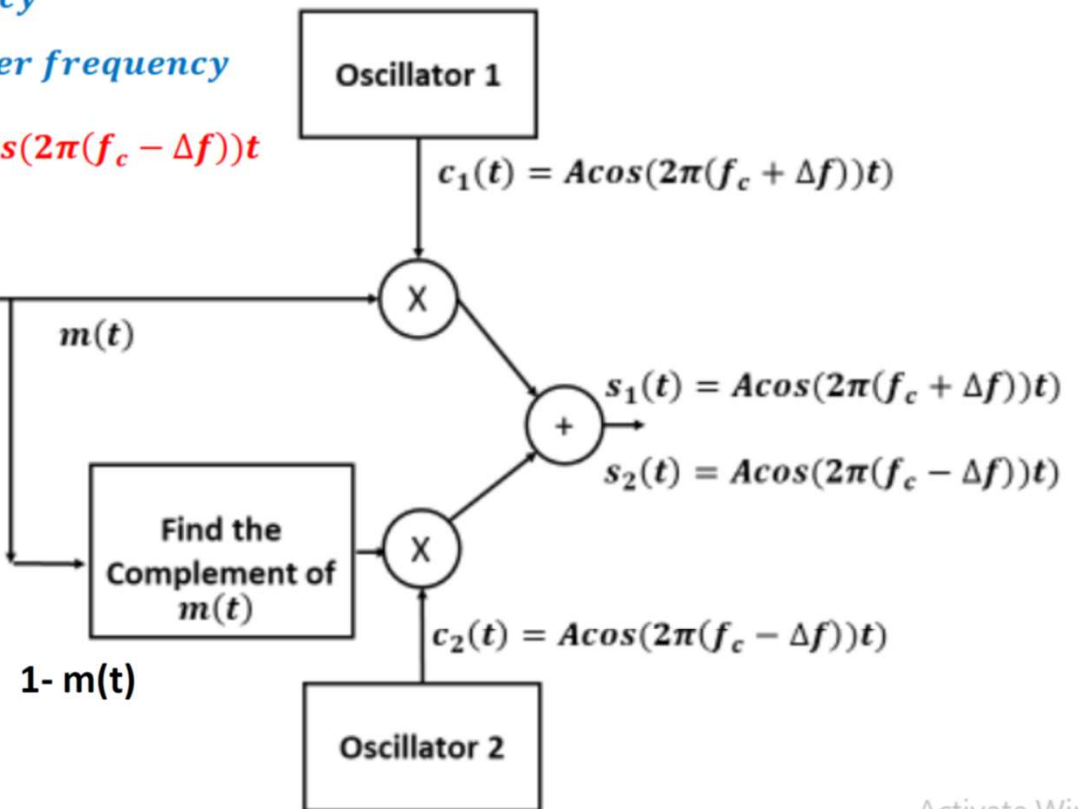 cy
er frequency
s(2π(f_c − Δf))t
Oscillator 1
c₁(t) = Acos(2π(f_c + Δf))t)
X
m(t)
s₁(t) = Acos(2π(f_c + Δf))t)
+
s₂(t) = Acos(2π(f_c − Δf))t)
Find the
Complement of
m(t)
X
c₂(t) = Acos(2π(f_c − Δf))t)
1- m(t)
Oscillator 2